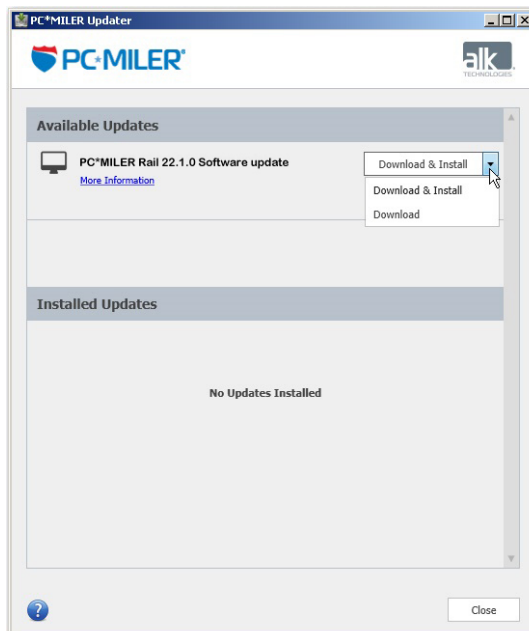 PC*MILER Updater
PC★MILER®
alk
TECHNOLOGIES
Available Updates
PC*MILER Rail 22.1.0 Software update
Download & Install
More Information
Download & Install
Download
Installed Updates
No Updates Installed
?
Close